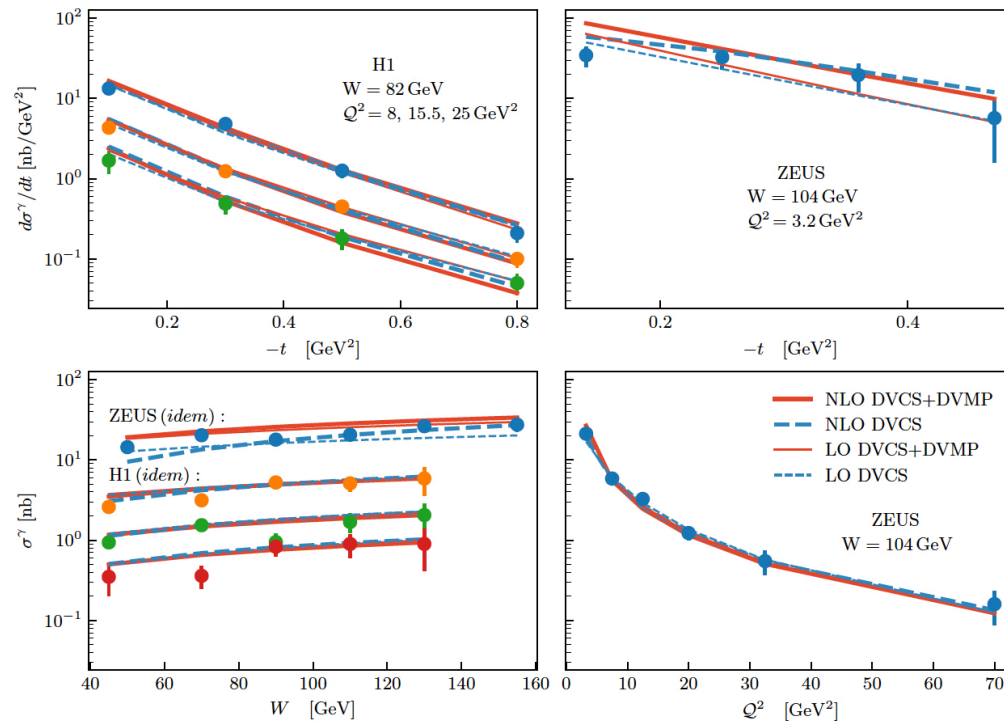 10²
10¹
10⁰
10⁻¹
dσ^γ/dt [nb/GeV²]
H1
W = 82 GeV
Q² = 8, 15.5, 25 GeV²
0.2 0.4 0.6 0.8
−t [GeV²]
ZEUS
W = 104 GeV
Q² = 3.2 GeV²
0.2 0.4
−t [GeV²]
10²
10¹
10⁰
10⁻¹
σ^γ [nb]
ZEUS (idem) :
H1 (idem) :
40 60 80 100 120 140 160
W [GeV]
NLO DVCS+DVMP
NLO DVCS
LO DVCS+DVMP
LO DVCS
ZEUS
W = 104 GeV
0 10 20 30 40 50 60 70
Q² [GeV²]